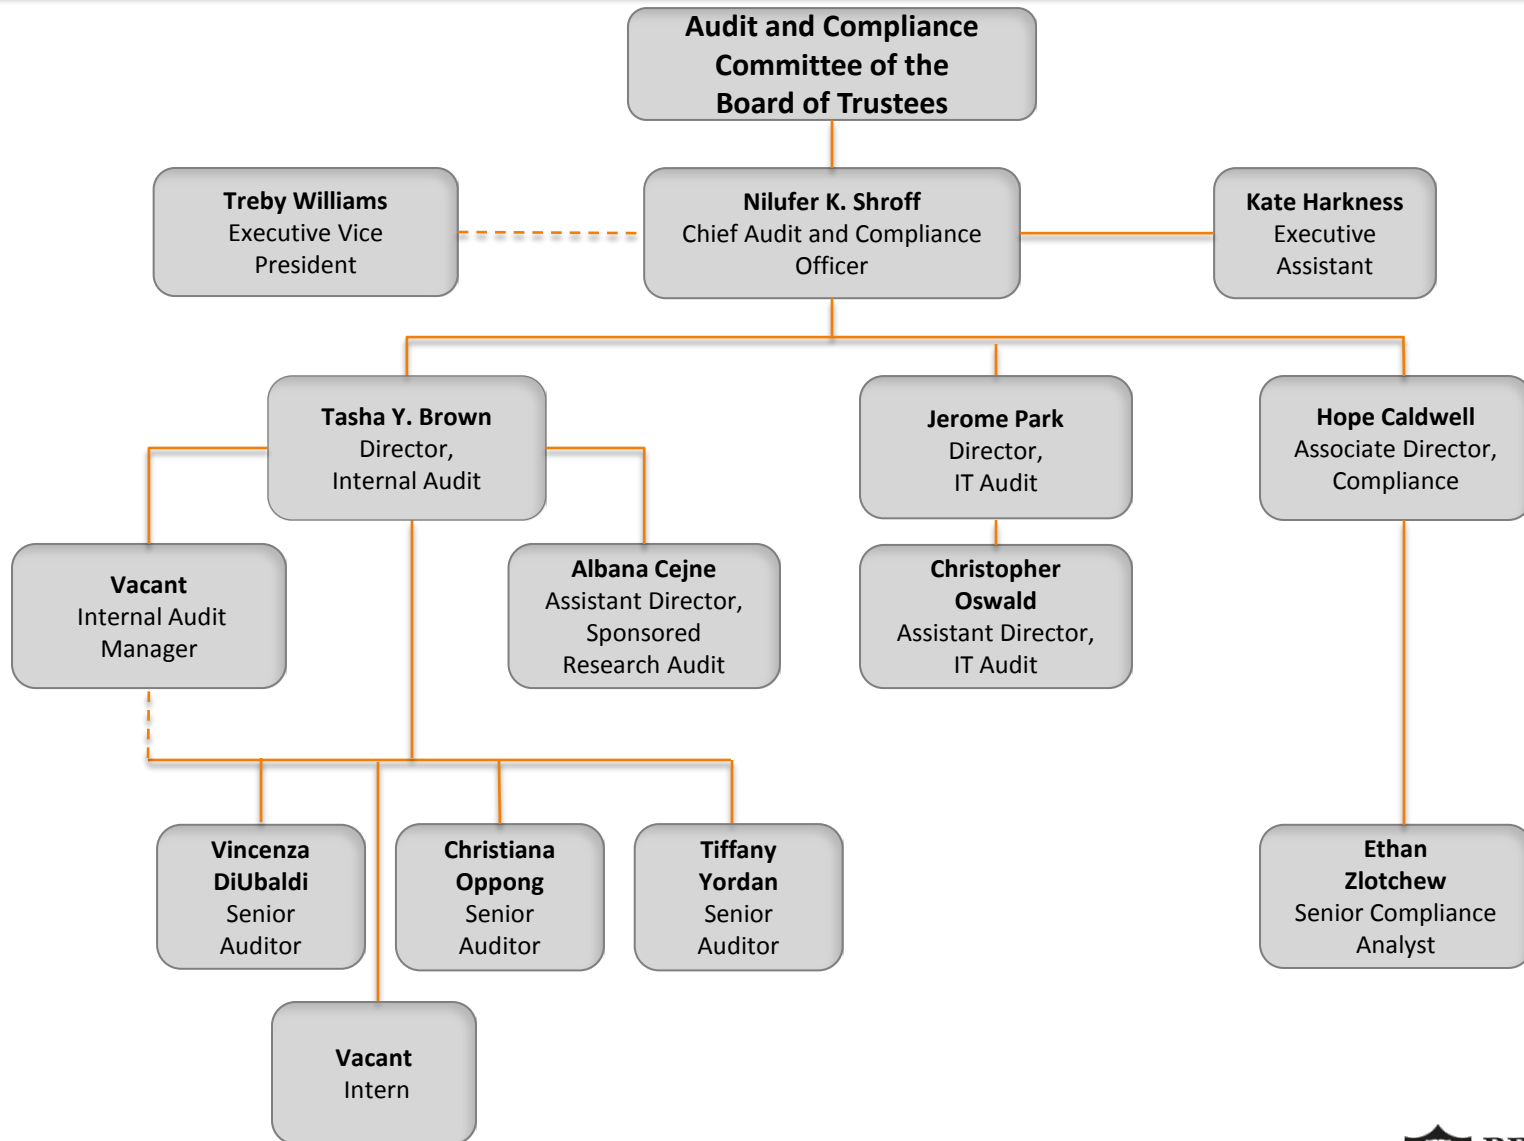 Audit and Compliance
Committee of the
Board of Trustees
Treby Williams
Executive Vice
President
Nilufer K. Shroff
Chief Audit and Compliance
Officer
Kate Harkness
Executive
Assistant
Tasha Y. Brown
Director,
Internal Audit
Jerome Park
Director,
IT Audit
Hope Caldwell
Associate Director,
Compliance
Vacant
Internal Audit
Manager
Albana Cejne
Assistant Director,
Sponsored
Research Audit
Christopher
Oswald
Assistant Director,
IT Audit
Vincenza
DiUbaldi
Senior
Auditor
Christiana
Oppong
Senior
Auditor
Tiffany
Yordan
Senior
Auditor
Ethan
Zlotchew
Senior Compliance
Analyst
Vacant
Intern